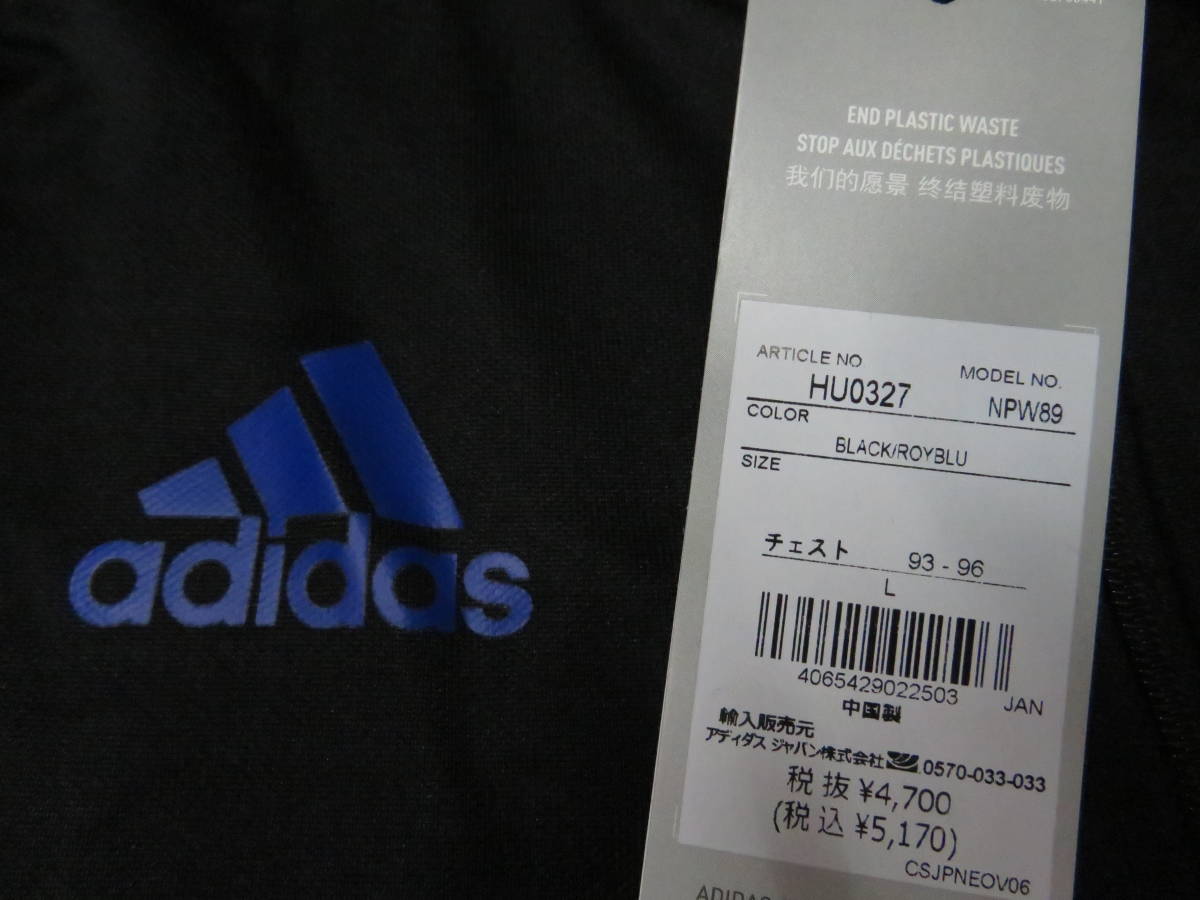 adidas
END PLASTIC WASTE
STOP AUX DÉCHETS PLASTIQUES
我们的愿景 终结塑料废物
ARTICLE NO MODEL NO.
HU0327 NPW89
COLOR
BLACK/ROYBLU
SIZE
チェスト 93 - 96
L
4065429022503 JAN
中国製
輸入販売元
アディダス ジャパン株式会社 0570-033-033
税抜 ¥4,700
(税込 ¥5,170)
CSJPNEOV06
ADIDAS